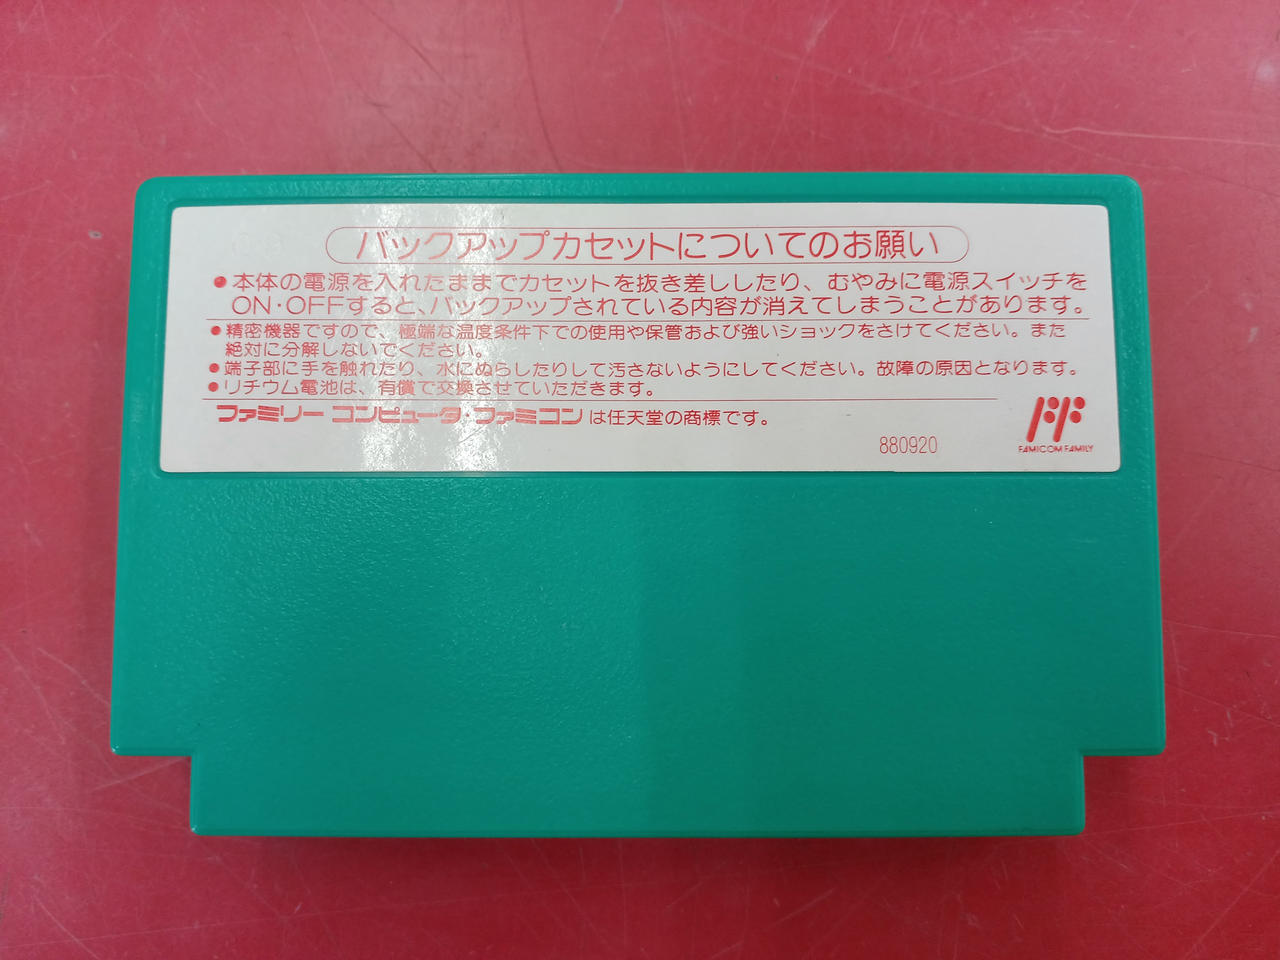 バックアップカセットについてのお願い
●本体の電源を入れたままでカセットを抜き差ししたり、むやみに電源スイッチを
ON・OFFすると、バックアップされている内容が消えてしまうことがあります。
●精密機器ですので、極端な温度条件下での使用や保管および強いショックをさけてください。また
絶対に分解しないでください。
●端子部に手を触れたり、水にぬらしたりして汚さないようにしてください。故障の原因となります。
●リチウム電池は、有償で交換させていただきます。
ファミリー コンピュータ・ファミコンは任天堂の商標です。
880920
FAMICOM FAMILY